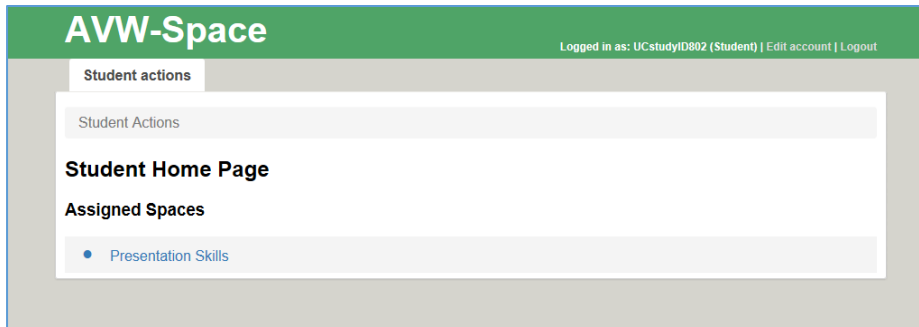 AVW-Space
Logged in as: UCstudyID802 (Student) | Edit account | Logout
Student actions
Student Actions
Student Home Page
Assigned Spaces
Presentation Skills